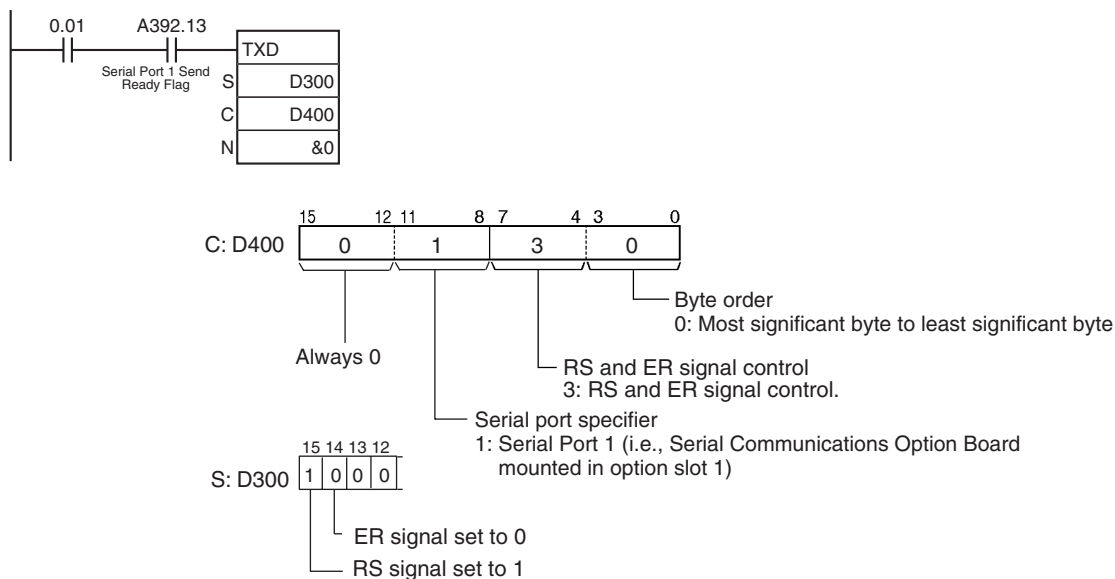 0.01 A392.13
TXD
Serial Port 1 Send
Ready Flag
S D300
C D400
N &0
15 12 11 8 7 4 3 0
C: D400 0 1 3 0
Byte order
0: Most significant byte to least significant byte
Always 0
RS and ER signal control
3: RS and ER signal control.
Serial port specifier
1: Serial Port 1 (i.e., Serial Communications Option Board
mounted in option slot 1)
15 14 13 12
S: D300 1 0 0 0
ER signal set to 0
RS signal set to 1